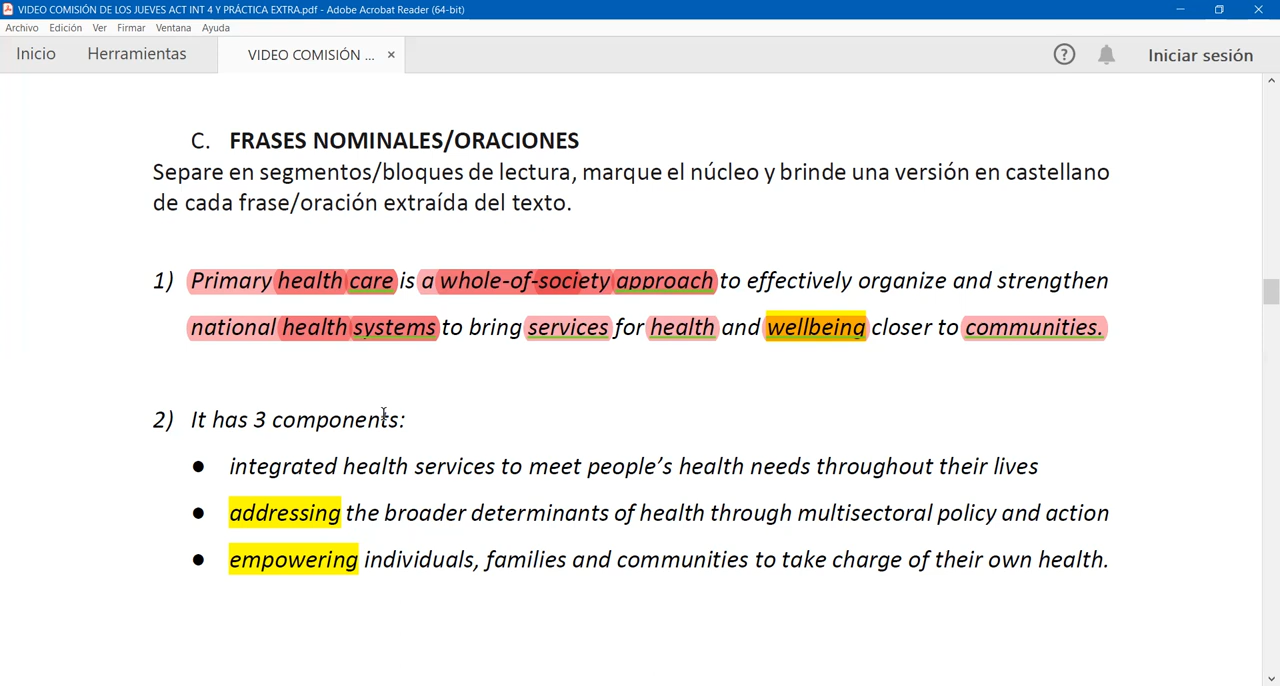 VIDEO COMISIÓN DE LOS JUEVES ACT INT 4 Y PRÁCTICA EXTRA.pdf - Adobe Acrobat Reader (64-bit)
Archivo Edición Ver Firmar Ventana Ayuda
Inicio Herramientas VIDEO COMISIÓN ... × Iniciar sesión
C. FRASES NOMINALES/ORACIONES
Separe en segmentos/bloques de lectura, marque el núcleo y brinde una versión en castellano
de cada frase/oración extraída del texto.
1) Primary health care is a whole-of-society approach to effectively organize and strengthen
national health systems to bring services for health and wellbeing closer to communities.
2) It has 3 components:
● integrated health services to meet people’s health needs throughout their lives
● addressing the broader determinants of health through multisectoral policy and action
● empowering individuals, families and communities to take charge of their own health.